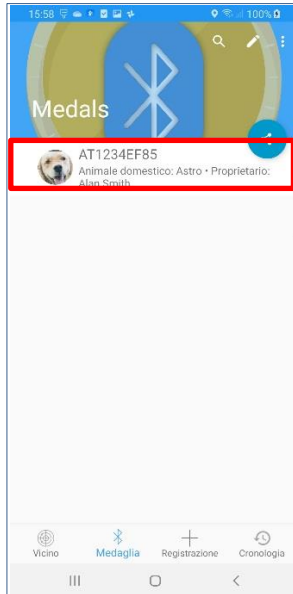 15:58
100%
Medals
AT1234EF85
Animale domestico: Astro • Proprietario:
Alan Smith
Vicino
Medaglia
Registrazione
Cronologia